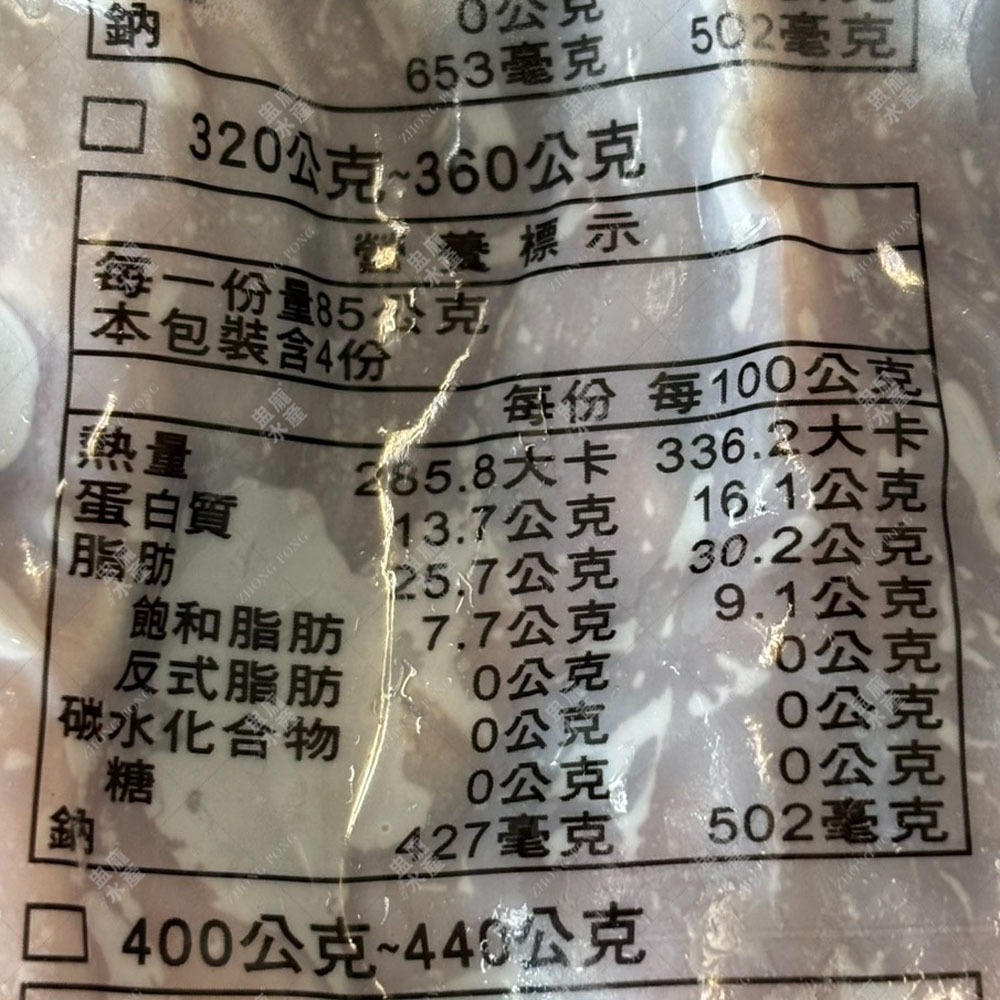 0公克
鈉 653毫克 502毫克
320公克~360公克
營養標示
每一份量85公克
本包裝含4份
每份 每100公克
熱量 285.8大卡 336.2大卡
蛋白質 13.7公克 16.1公克
脂肪 25.7公克 30.2公克
飽和脂肪 7.7公克 9.1公克
反式脂肪 0公克 0公克
碳水化合物 0公克 0公克
糖 0公克 0公克
鈉 427毫克 502毫克
400公克~440公克